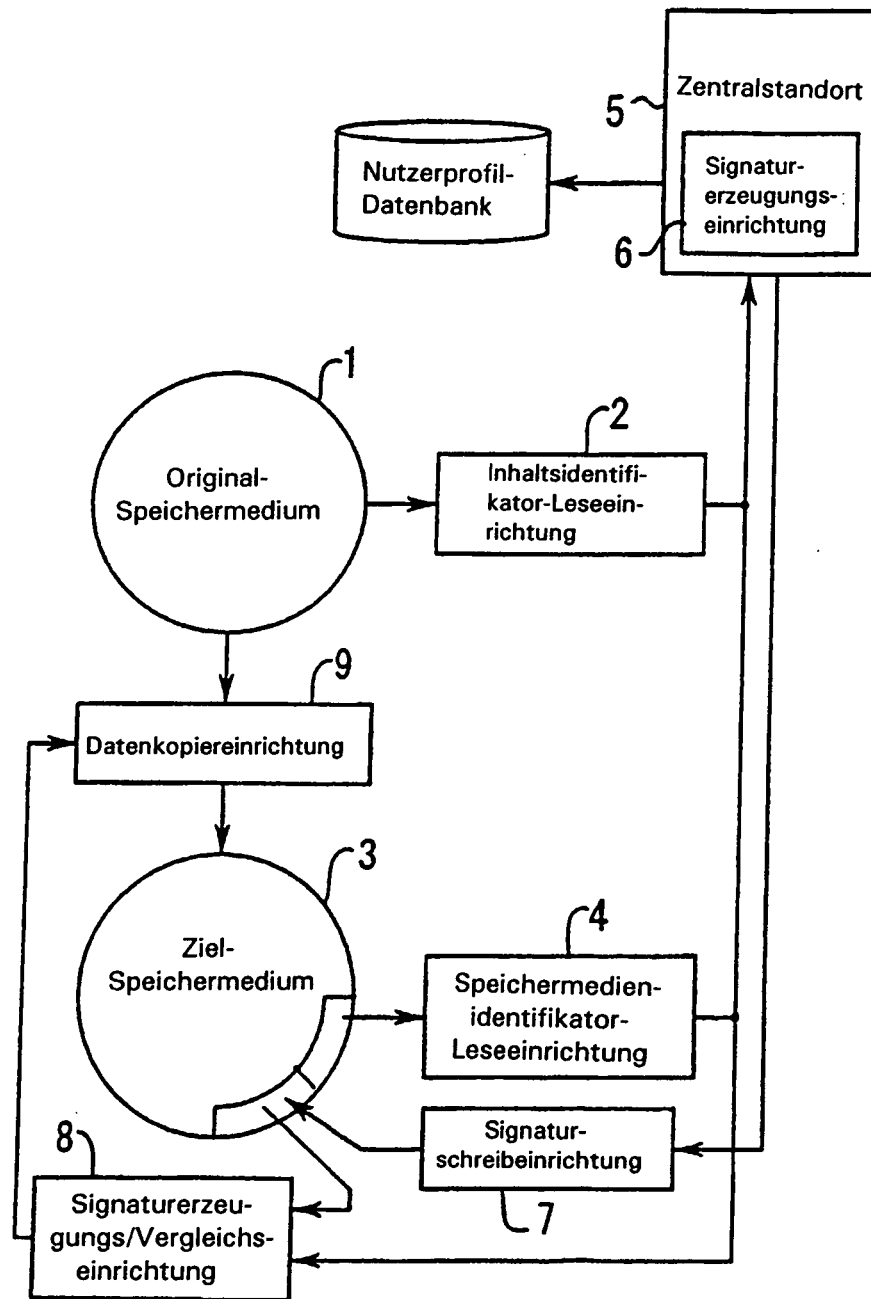 5
Zentralstandort
Nutzerprofil-
Datenbank
Signatur-
erzeugungs-
einrichtung
6
1
Original-
Speichermedium
2
Inhaltsidentifi-
kator-Leseein-
richtung
9
Datenkopiereinrichtung
3
Ziel-
Speichermedium
4
Speichermedien-
identifikator-
Leseeinrichtung
Signatur-
schreibeinrichtung
7
8
Signaturerzeu-
gungs/Vergleichs-
einrichtung